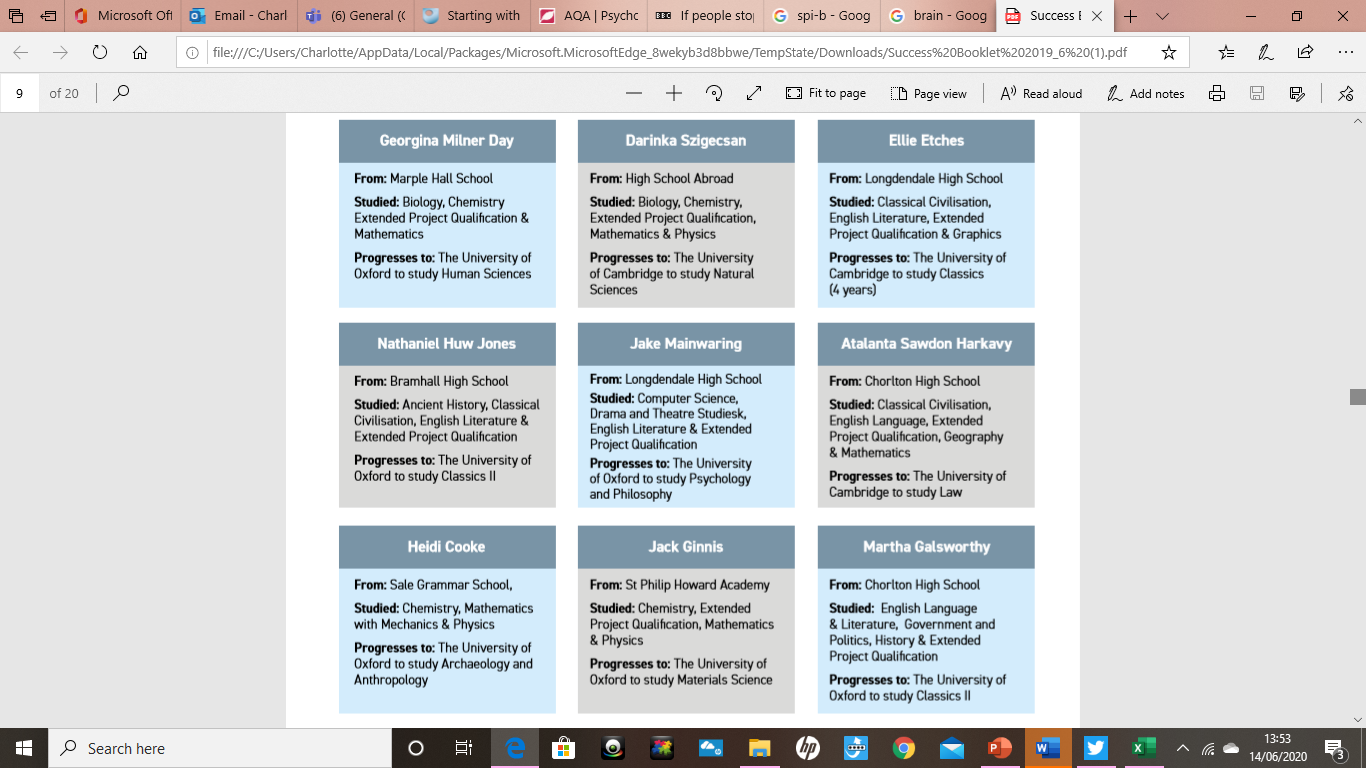 Microsoft Off
Email - Charl
(6) General (C
Starting with
AQA | Psycho
BBC
If people stop
spi-b - Goog
brain - Goog
Success B
file:///C:/Users/Charlotte/AppData/Local/Packages/Microsoft.MicrosoftEdge_8wekyb3d8bbwe/TempState/Downloads/Success%20Booklet%202019_6%20(1).pdf
9
of 20
Fit to page
Page view
Read aloud
Add notes
Georgina Milner Day
From: Marple Hall School
Studied: Biology, Chemistry
Extended Project Qualification &
Mathematics
Progresses to: The University of
Oxford to study Human Sciences
Darinka Szigecsan
From: High School Abroad
Studied: Biology, Chemistry,
Extended Project Qualification,
Mathematics & Physics
Progresses to: The University
of Cambridge to study Natural
Sciences
Ellie Etches
From: Longdendale High School
Studied: Classical Civilisation,
English Literature, Extended
Project Qualification & Graphics
Progresses to: The University of
Cambridge to study Classics
(4 years)
Nathaniel Huw Jones
From: Bramhall High School
Studied: Ancient History, Classical
Civilisation, English Literature &
Extended Project Qualification
Progresses to: The University of
Oxford to study Classics II
Jake Mainwaring
From: Longdendale High School
Studied: Computer Science,
Drama and Theatre Studiesk,
English Literature & Extended
Project Qualification
Progresses to: The University
of Oxford to study Psychology
and Philosophy
Atalanta Sawdon Harkavy
From: Chorlton High School
Studied: Classical Civilisation,
English Language, Extended
Project Qualification, Geography
& Mathematics
Progresses to: The University of
Cambridge to study Law
Heidi Cooke
From: Sale Grammar School,
Studied: Chemistry, Mathematics
with Mechanics & Physics
Progresses to: The University of
Oxford to study Archaeology and
Anthropology
Jack Ginnis
From: St Philip Howard Academy
Studied: Chemistry, Extended
Project Qualification, Mathematics
& Physics
Progresses to: The University of
Oxford to study Materials Science
Martha Galsworthy
From: Chorlton High School
Studied: English Language
& Literature, Government and
Politics, History & Extended
Project Qualification
Progresses to: The University of
Oxford to study Classics II
Search here
13:53
14/06/2020
3